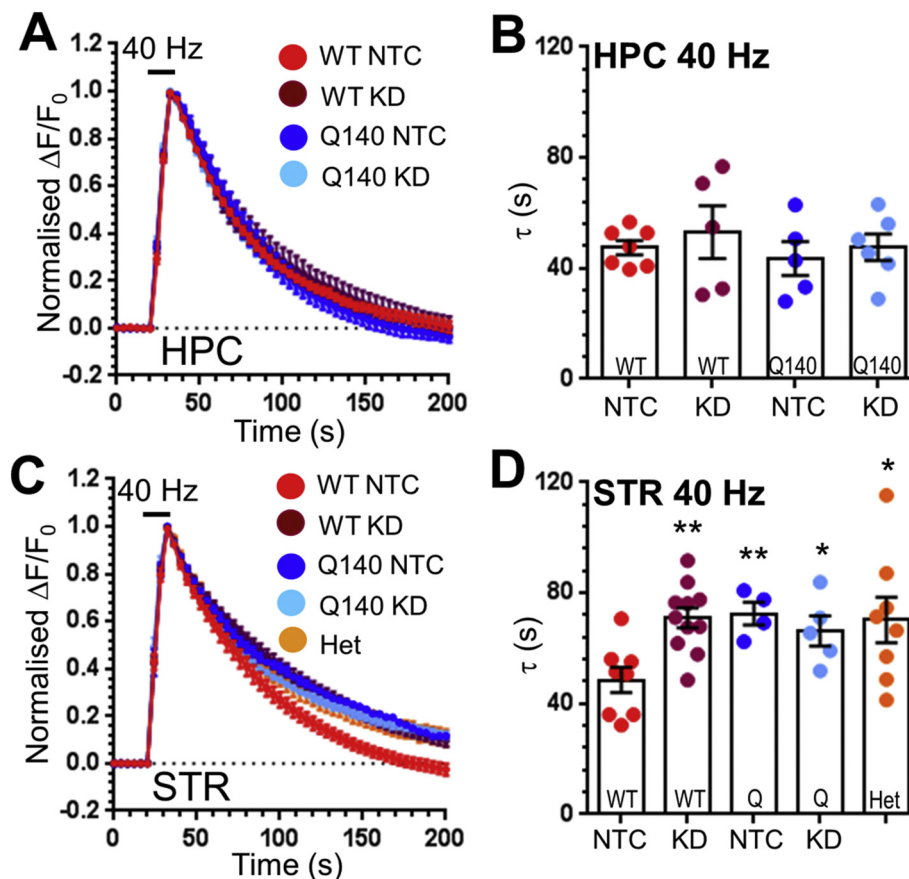 A
40 Hz
WT NTC
WT KD
Q140 NTC
Q140 KD
Normalised ΔF/F0
1.2
1.0
0.8
0.6
0.4
0.2
0.0
-0.2
HPC
0 50 100 150 200
Time (s)
B
HPC 40 Hz
τ (s)
120
80
40
0
WT WT Q140 Q140
NTC KD NTC KD
C
40 Hz
WT NTC
WT KD
Q140 NTC
Q140 KD
Het
Normalised ΔF/F0
1.2
1.0
0.8
0.6
0.4
0.2
0.0
-0.2
STR
0 50 100 150 200
Time (s)
D
STR 40 Hz
** ** * *
τ (s)
120
80
40
0
WT WT Q Q Het
NTC KD NTC KD